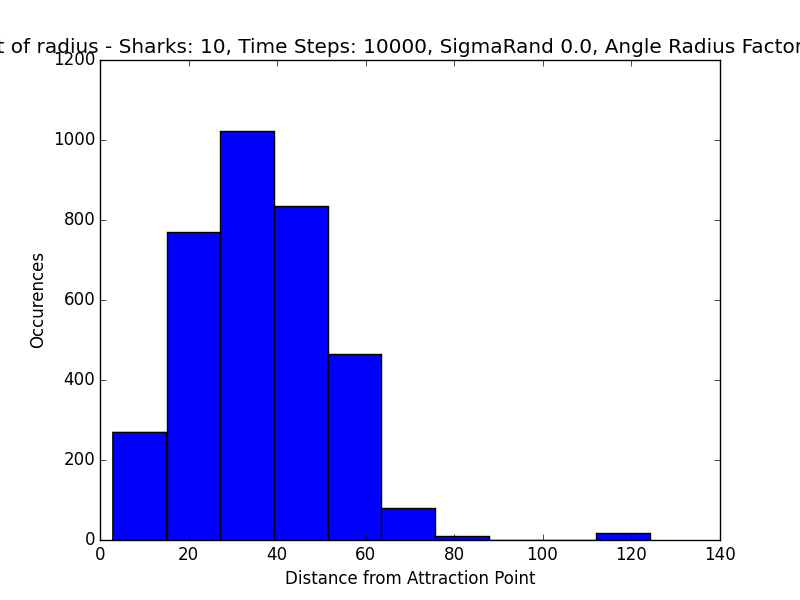 t of radius - Sharks: 10, Time Steps: 10000, SigmaRand 0.0, Angle Radius Factor
1200
1000
800
600
400
200
0
Occurences
0 20 40 60 80 100 120 140
Distance from Attraction Point